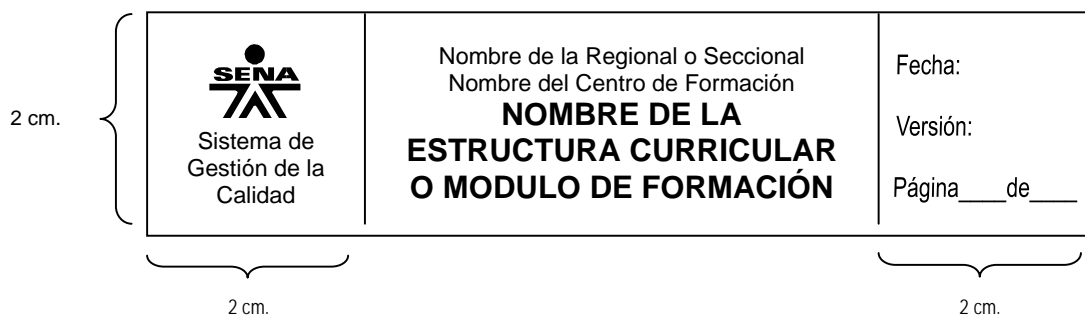 2 cm.
SENA
Sistema de
Gestión de la
Calidad
Nombre de la Regional o Seccional
Nombre del Centro de Formación
NOMBRE DE LA
ESTRUCTURA CURRICULAR
O MODULO DE FORMACIÓN
Fecha:
Versión:
Página____de____
2 cm.
2 cm.